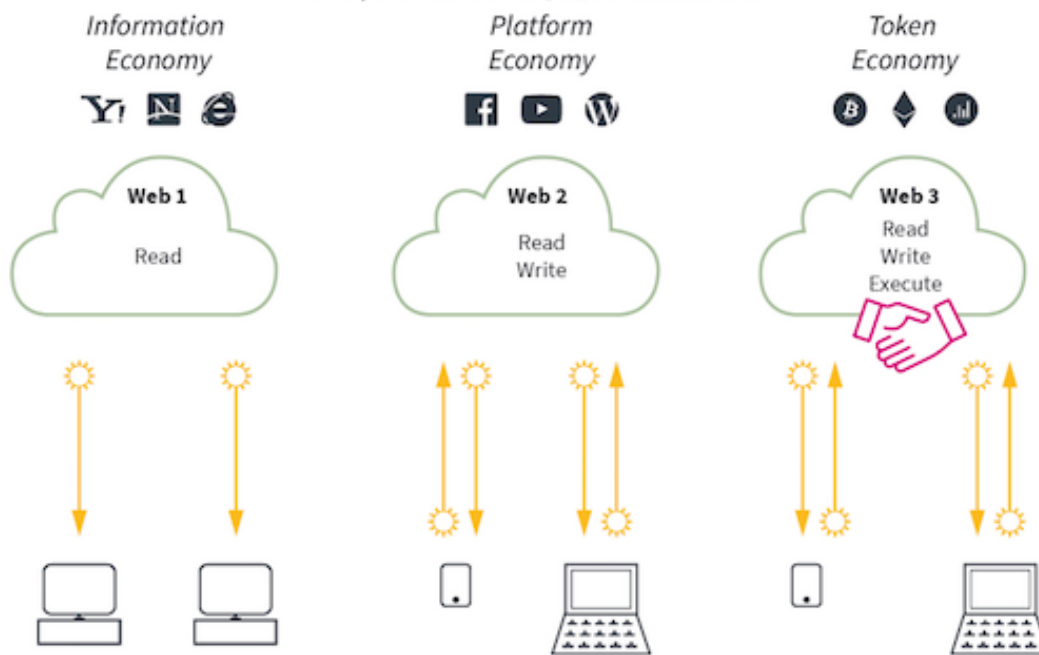 Information
Economy
Platform
Economy
Token
Economy
Web 1
Read
Web 2
Read
Write
Web 3
Read
Write
Execute